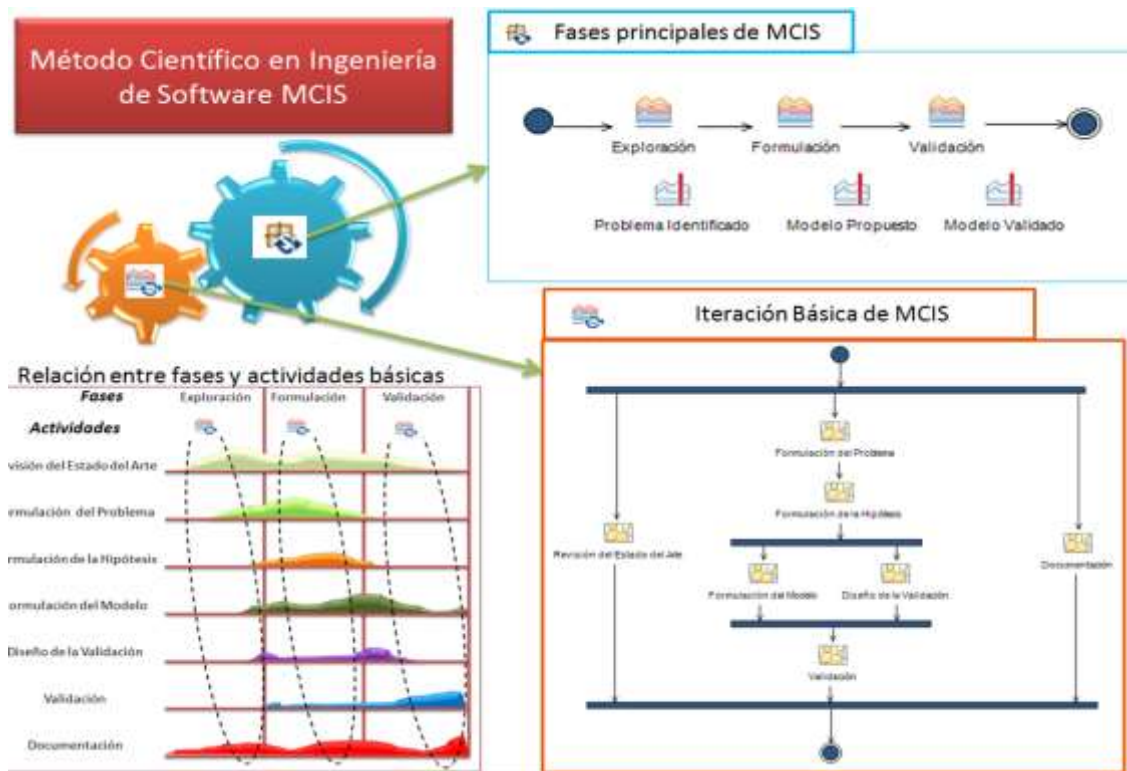 Método Científico en Ingeniería
de Software MCIS
Fases principales de MCIS
Exploración
Formulación
Validación
Problema Identificado
Modelo Propuesto
Modelo Validado
Iteración Básica de MCIS
Formulación del Problema
Formulación de la Hipótesis
Revisión del Estado del Arte
Documentación
Formulación del Modelo
Diseño de la Validación
Validación
Relación entre fases y actividades básicas
Fases
Exploración
Formulación
Validación
Actividades
visión del Estado del Arte
rmulación del Problema
rmulación de la Hipótesis
ormulación del Modelo
Diseño de la Validación
Validación
Documentación